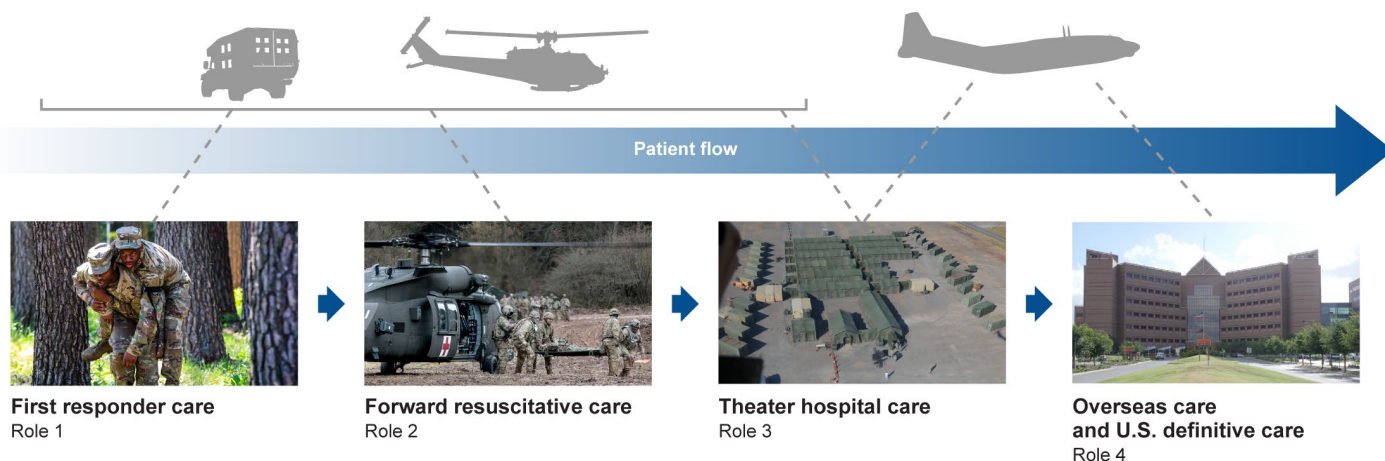 Patient flow
First responder care
Role 1
Forward resuscitative care
Role 2
Theater hospital care
Role 3
Overseas care
and U.S. definitive care
Role 4